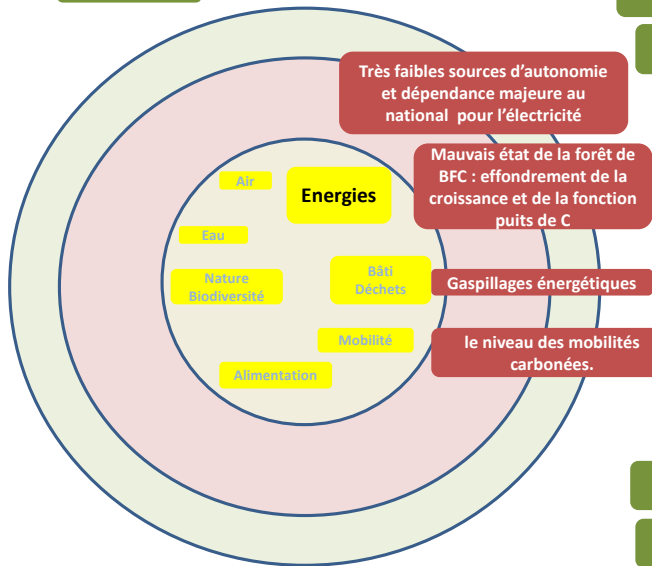 Très faibles sources d’autonomie
et dépendance majeure au
national pour l’électricité
Mauvais état de la forêt de
BFC : effondrement de la
croissance et de la fonction
puits de C
Air
Energies
Eau
Nature
Biodiversité
Bâti
Déchets
Gaspillages énergétiques
Mobilité
le niveau des mobilités
carbonées.
Alimentation